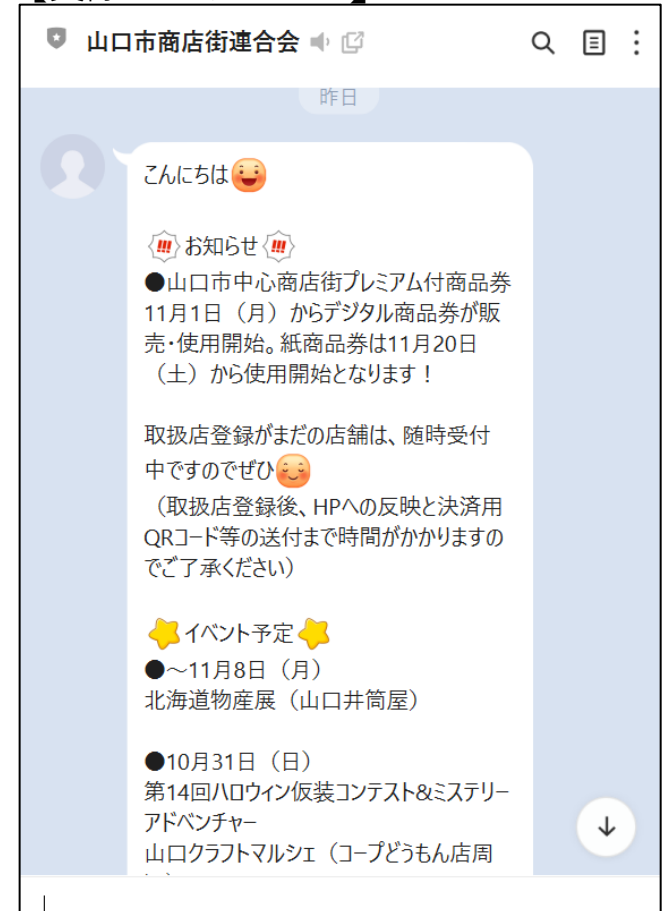 山口市商店街連合会
昨日
こんにちは
お知らせ
●山口市中心商店街プレミアム付商品券
11月1日（月）からデジタル商品券が販
売・使用開始。紙商品券は11月20日
（土）から使用開始となります！
取扱店登録がまだの店舗は、随時受付
中ですのでぜひ
（取扱店登録後、HPへの反映と決済用
QRコード等の送付まで時間がかかりますの
でご了承ください）
イベント予定
●～11月8日（月）
北海道物産展（山口井筒屋）
●10月31日（日）
第14回ハロウィン仮装コンテスト&ミステリー
アドベンチャー
山口クラフトマルシェ（コープどうもん店周